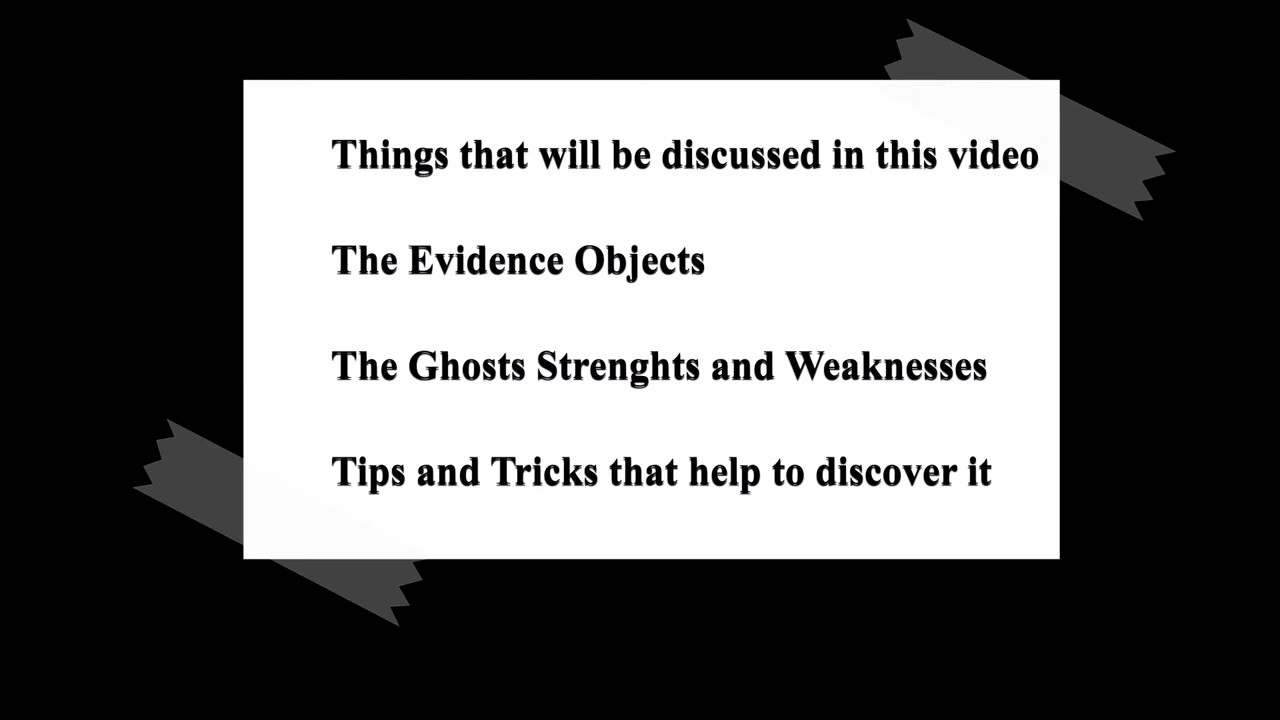 Things that will be discussed in this video
The Evidence Objects
The Ghosts Strenghts and Weaknesses
Tips and Tricks that help to discover it